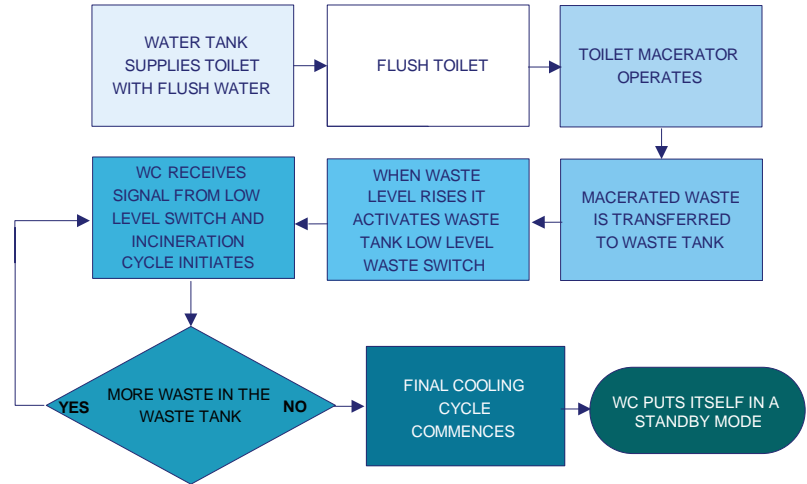 WATER TANK
SUPPLIES TOILET
WITH FLUSH WATER
FLUSH TOILET
TOILET MACERATOR
OPERATES
MACERATED WASTE
IS TRANSFERRED
TO WASTE TANK
WHEN WASTE
LEVEL RISES IT
ACTIVATES WASTE
TANK LOW LEVEL
WASTE SWITCH
WC RECEIVES
SIGNAL FROM LOW
LEVEL SWITCH AND
INCINERATION
CYCLE INITIATES
MORE WASTE IN THE
WASTE TANK
YES
NO
FINAL COOLING
CYCLE
COMMENCES
WC PUTS ITSELF IN A
STANDBY MODE